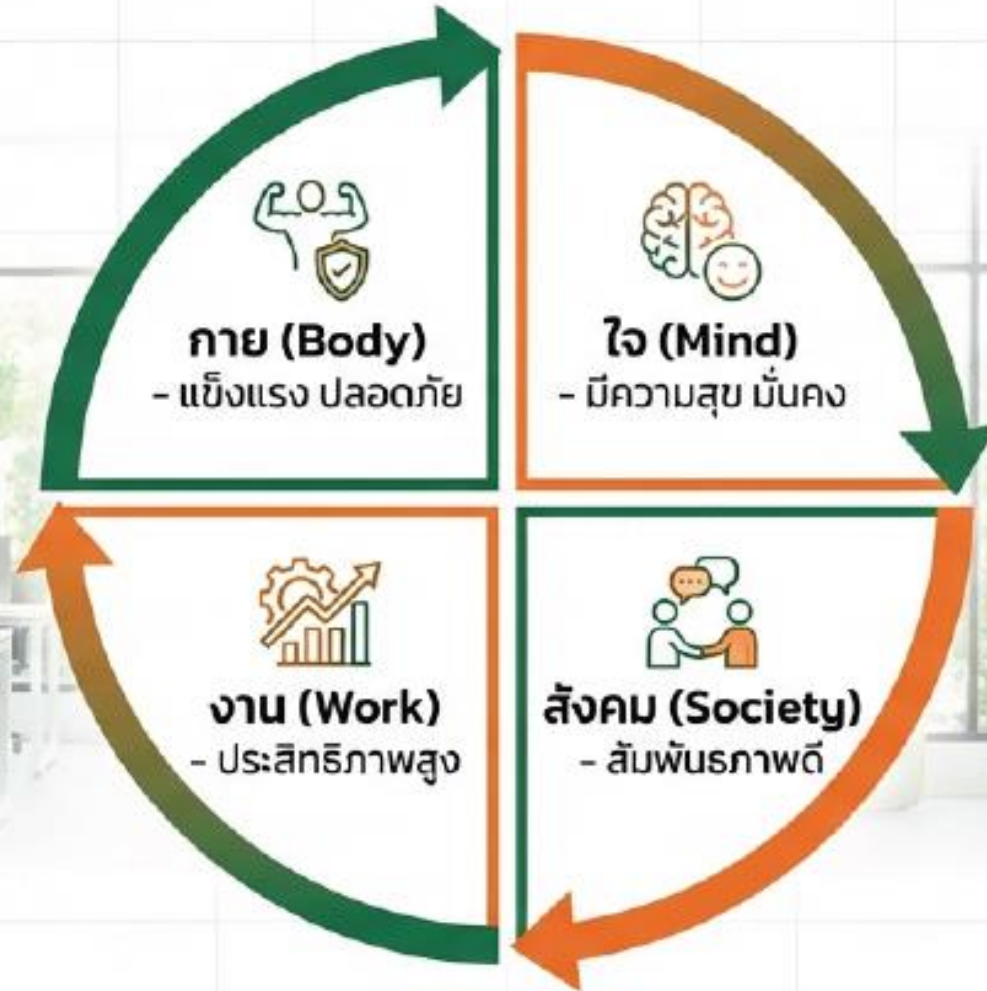 กาย (Body)
- แข็งแรง ปลอดภัย
ใจ (Mind)
- มีความสุข มั่นคง
งาน (Work)
- ประสิทธิภาพสูง
สังคม (Society)
- สัมพันธภาพดี